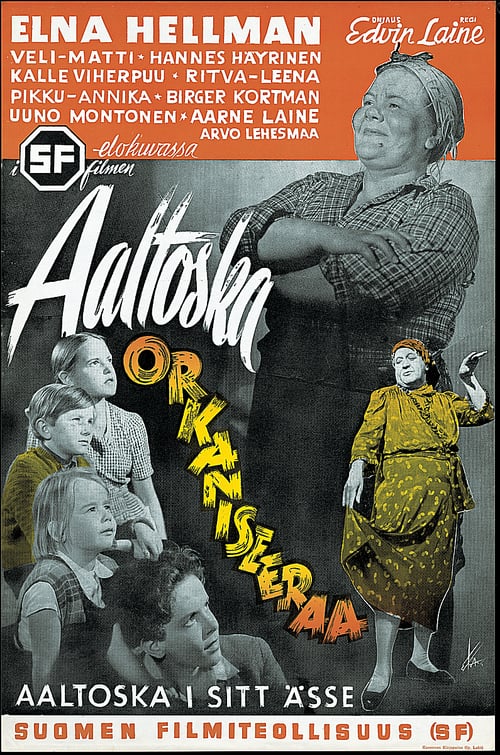 ELNA HELLMAN
OHJAUS REGI
Edvin Laine
VELI-MATTI * HANNES HÄYRINEN
KALLE VIHERPUU * RITVA-LEENA
PIKKU-ANNIKA * BIRGER KORTMAN
UUNO MONTONEN * AARNE LAINE
ARVO LEHESMAA
SF elokuvassa
i filmen
Aaltoska
ORKANISEERAA
AALTOSKA I SITT ÄSSE
SUOMEN FILMITEOLLISUUS (SF)